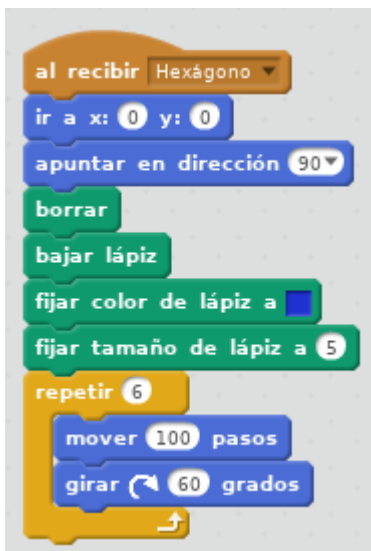 al recibir Hexágono
ir a x: 0 y: 0
apuntar en dirección 90
borrar
bajar lápiz
fijar color de lápiz a
fijar tamaño de lápiz a 5
repetir 6
mover 100 pasos
girar 60 grados